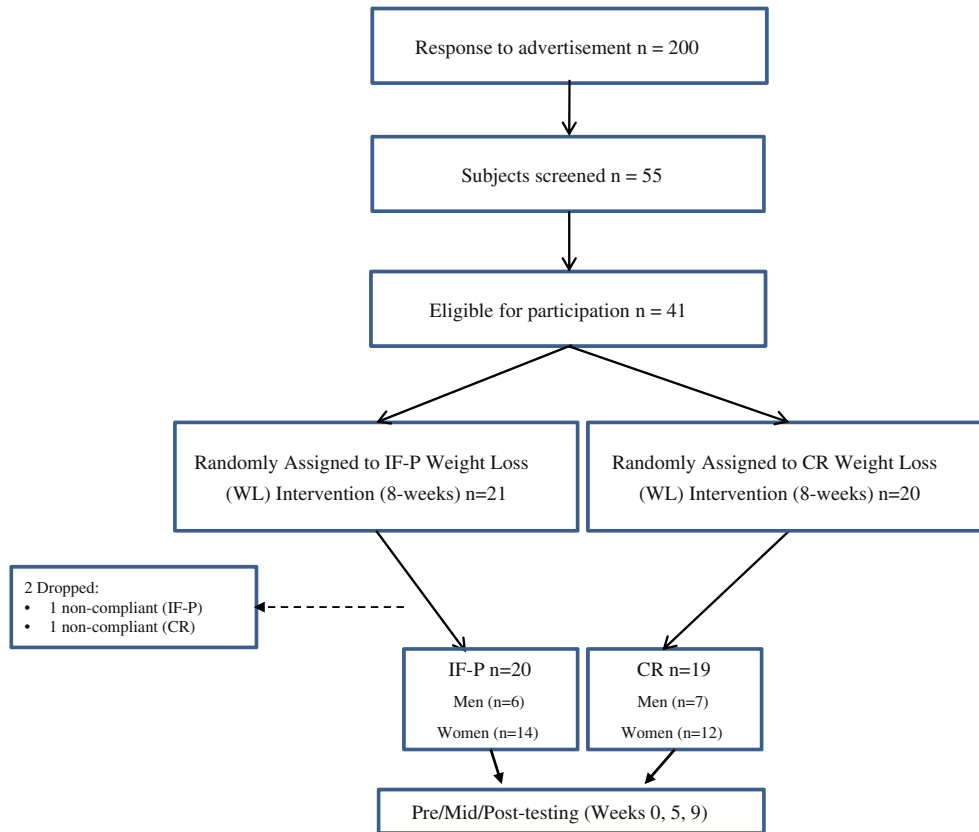 Response to advertisement n = 200
Subjects screened n = 55
Eligible for participation n = 41
Randomly Assigned to IF-P Weight Loss
(WL) Intervention (8-weeks) n=21
Randomly Assigned to CR Weight Loss
(WL) Intervention (8-weeks) n=20
2 Dropped:
• 1 non-compliant (IF-P)
• 1 non-compliant (CR)
IF-P n=20
Men (n=6)
Women (n=14)
CR n=19
Men (n=7)
Women (n=12)
Pre/Mid/Post-testing (Weeks 0, 5, 9)